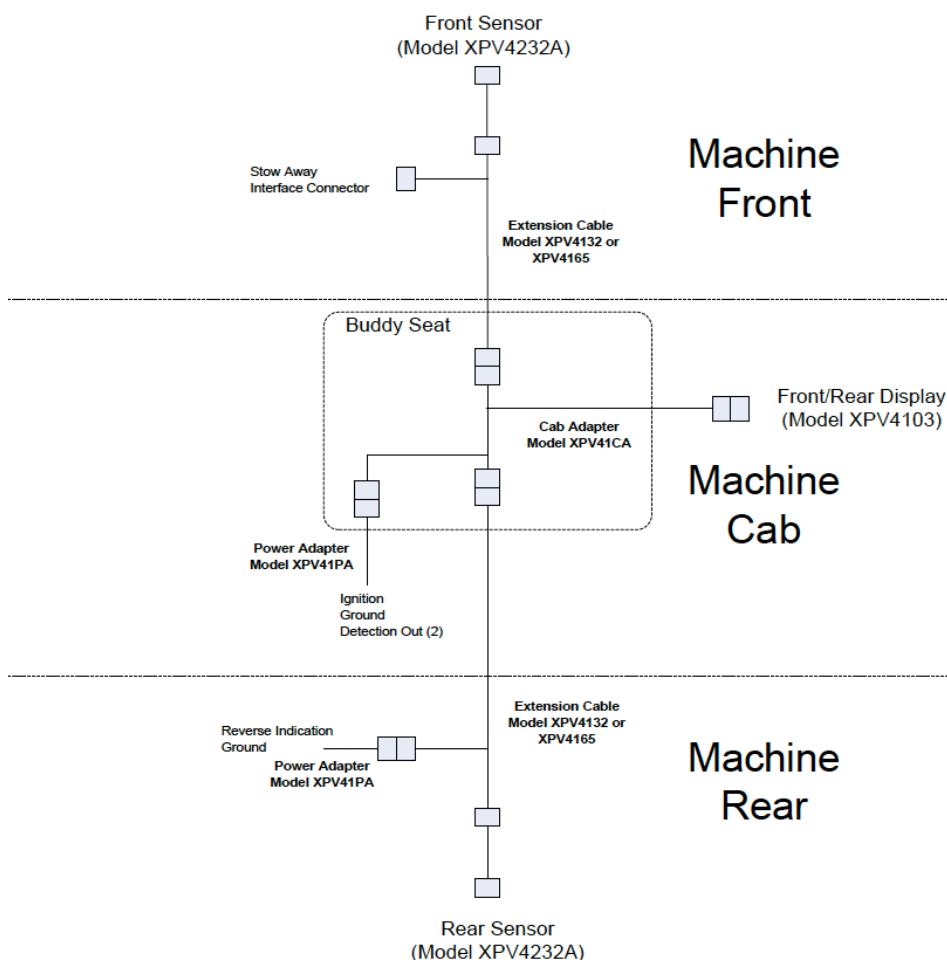 Front Sensor
(Model XPV4232A)
Machine
Front
Stow Away
Interface Connector
Extension Cable
Model XPV4132 or
XPV4165
Buddy Seat
Front/Rear Display
(Model XPV4103)
Cab Adapter
Model XPV41CA
Machine
Cab
Power Adapter
Model XPV41PA
Ignition
Ground
Detection Out (2)
Extension Cable
Model XPV4132 or
XPV4165
Reverse Indication
Ground
Power Adapter
Model XPV41PA
Machine
Rear
Rear Sensor
(Model XPV4232A)